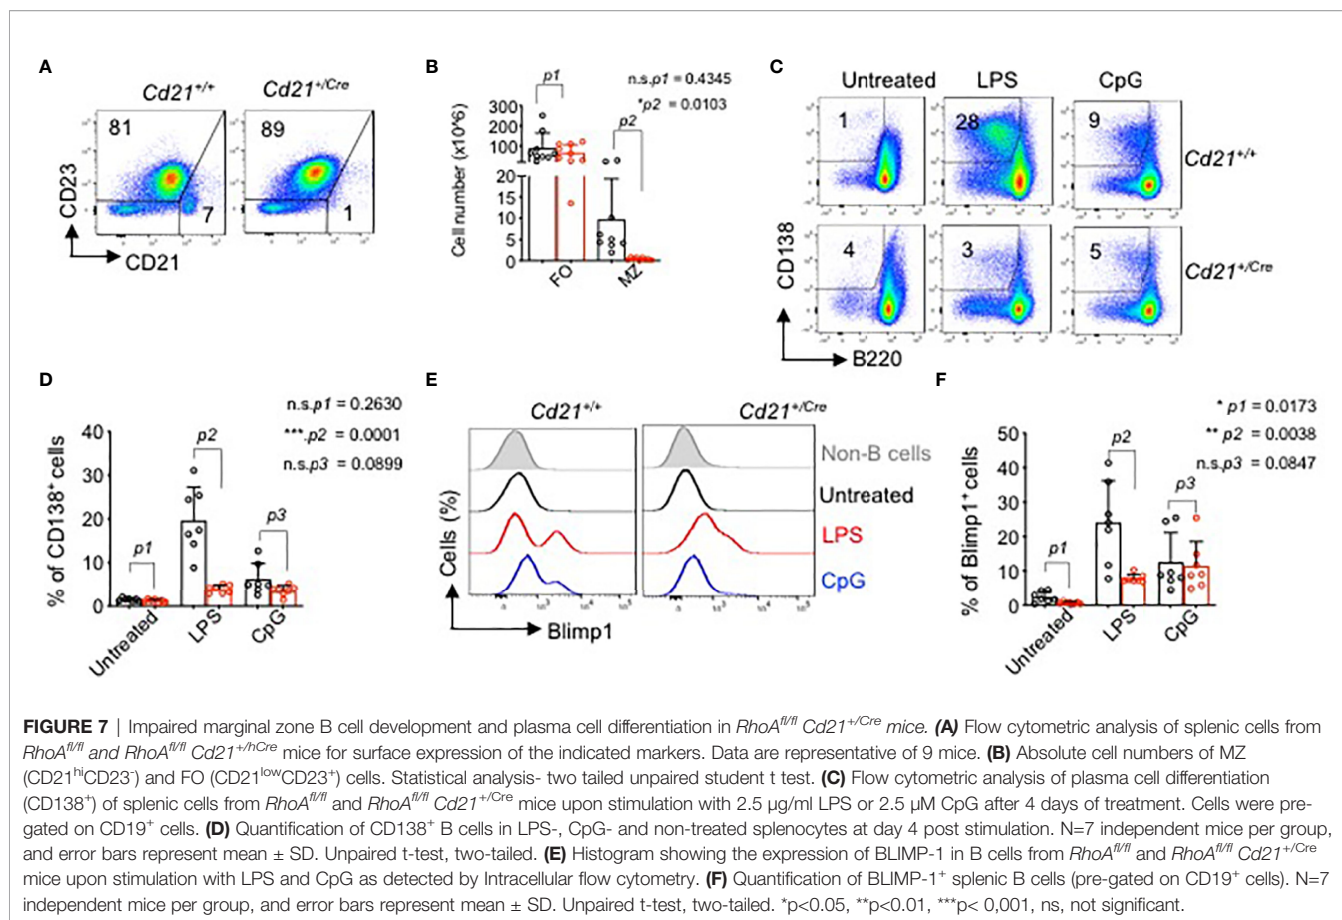 A
Cd21+/+
Cd21+/Cre
81
7
89
1
CD23
CD21
B
p1
n.s.p1 = 0.4345
*p2 = 0.0103
p2
Cell number (x10^6)
300
200
100
20
15
10
5
0
FO
MZ
C
Untreated
LPS
CpG
1
28
9
Cd21+/+
4
3
5
Cd21+/Cre
CD138
B220
D
n.s.p1 = 0.2630
***.p2 = 0.0001
n.s.p3 = 0.0899
% of CD138+ cells
40
30
20
10
0
p1
p2
p3
Untreated
LPS
CpG
E
Cd21+/+
Cd21+/Cre
Non-B cells
Untreated
LPS
CpG
Cells (%)
Blimp1
F
* p1 = 0.0173
** p2 = 0.0038
n.s.p3 = 0.0847
% of Blimp1+ cells
50
40
30
20
10
0
p1
p2
p3
Untreated
LPS
CpG
FIGURE 7 | Impaired marginal zone B cell development and plasma cell differentiation in RhoAfl/fl Cd21+/Cre mice. (A) Flow cytometric analysis of splenic cells from
RhoAfl/fl and RhoAfl/fl Cd21+/hCre mice for surface expression of the indicated markers. Data are representative of 9 mice. (B) Absolute cell numbers of MZ
(CD21hiCD23-) and FO (CD21lowCD23+) cells. Statistical analysis- two tailed unpaired student t test. (C) Flow cytometric analysis of plasma cell differentiation
(CD138+) of splenic cells from RhoAfl/fl and RhoAfl/fl Cd21+/Cre mice upon stimulation with 2.5 µg/ml LPS or 2.5 µM CpG after 4 days of treatment. Cells were pre-
gated on CD19+ cells. (D) Quantification of CD138+ B cells in LPS-, CpG- and non-treated splenocytes at day 4 post stimulation. N=7 independent mice per group,
and error bars represent mean ± SD. Unpaired t-test, two-tailed. (E) Histogram showing the expression of BLIMP-1 in B cells from RhoAfl/fl and RhoAfl/fl Cd21+/Cre
mice upon stimulation with LPS and CpG as detected by Intracellular flow cytometry. (F) Quantification of BLIMP-1+ splenic B cells (pre-gated on CD19+ cells). N=7
independent mice per group, and error bars represent mean ± SD. Unpaired t-test, two-tailed. *p<0.05, **p<0.01, ***p< 0,001, ns, not significant.